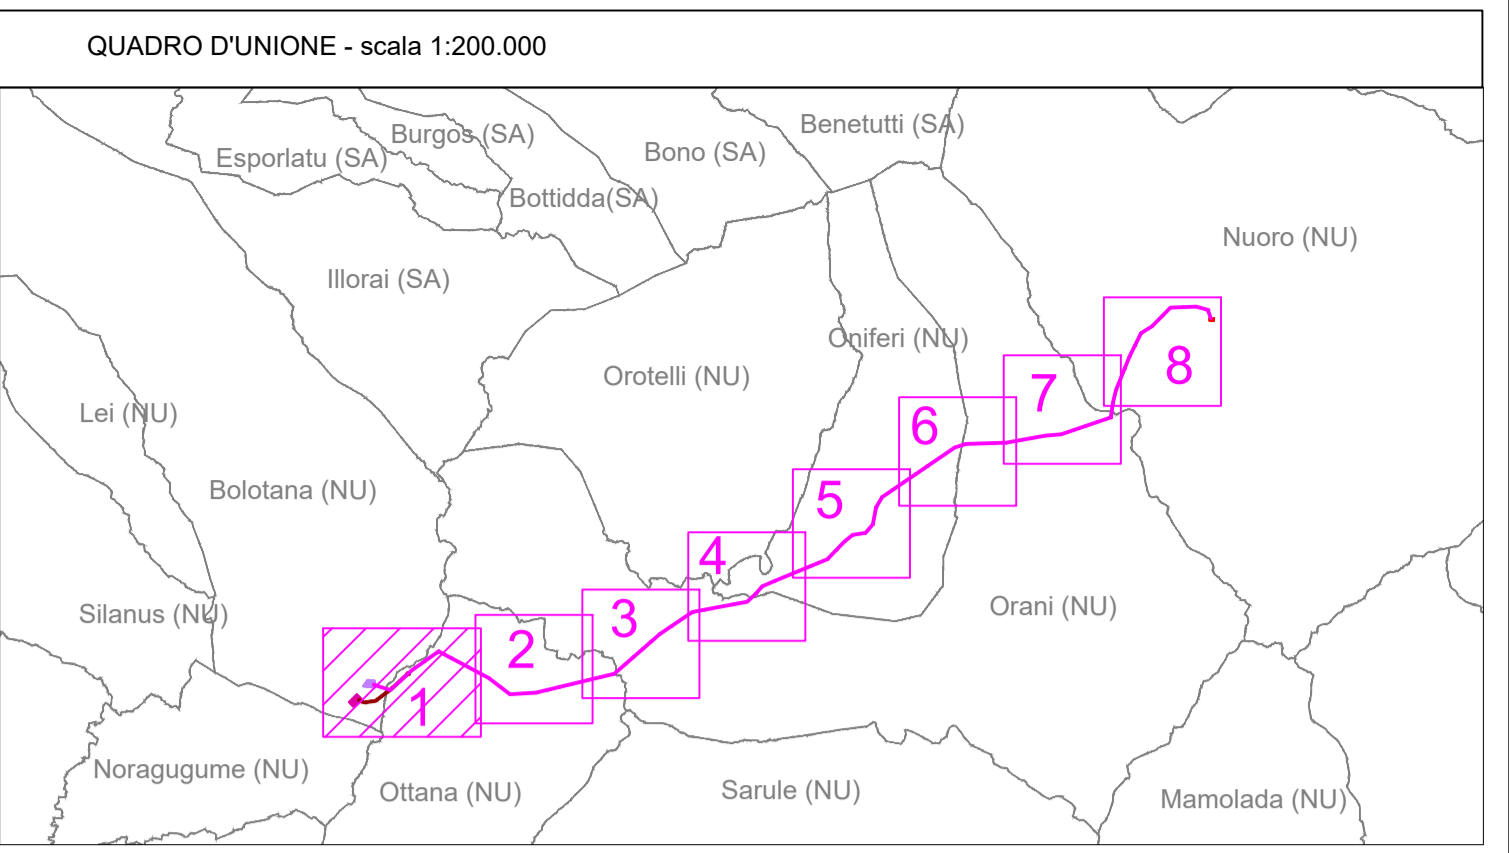 QUADRO D'UNIONE - scala 1:200.000
Benetutti (SA)
Burgos (SA)
Bono (SA)
Esporlatu (SA)
Bottidda(SA)
Nuoro (NU)
Illorai (SA)
Oniferi (NU)
8
Orotelli (NU)
7
Lei (NU)
6
Bolotana (NU)
5
4
Orani (NU)
Silanus (NU)
3
2
1
Noragugume (NU)
Ottana (NU)
Sarule (NU)
Mamolada (NU)